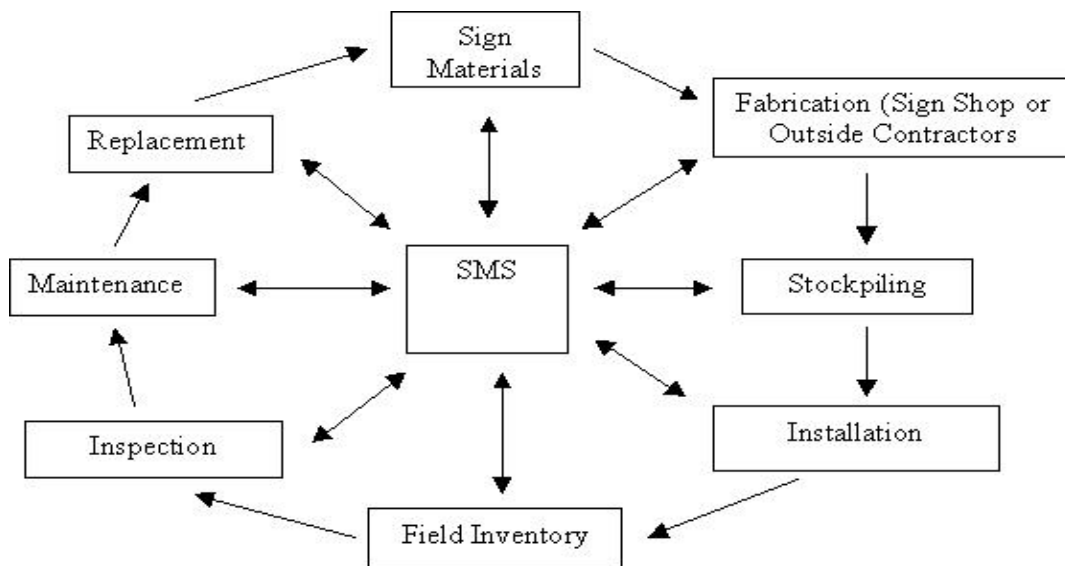 Sign
Materials
Fabrication (Sign Shop or
Outside Contractors
Replacement
SMS
Maintenance
Stockpiling
Inspection
Installation
Field Inventory